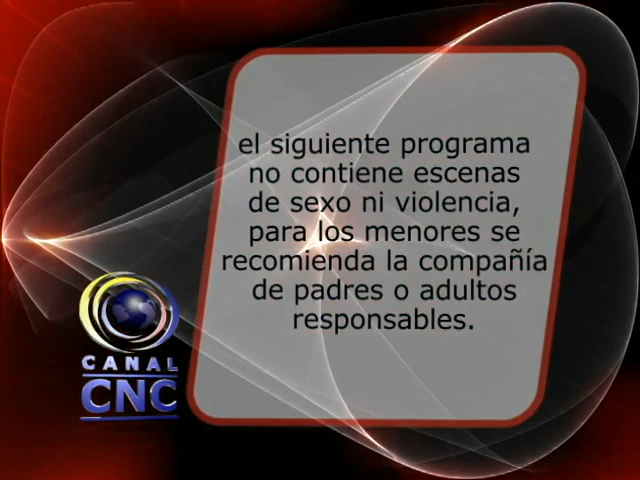 el siguiente programa
no contiene escenas
de sexo ni violencia,
para los menores se
recomienda la compañía
de padres o adultos
responsables.
CANAL
CNC